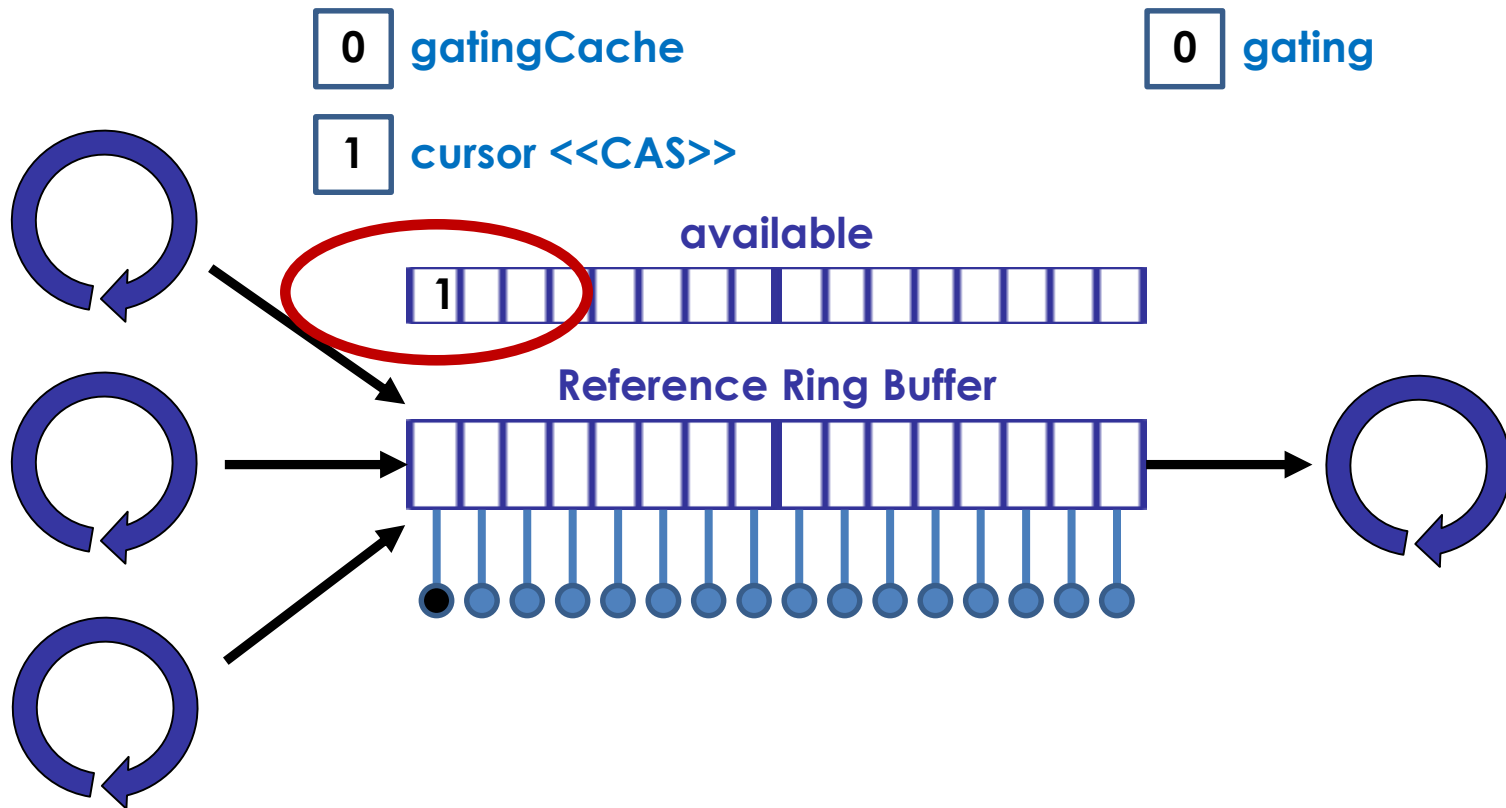 0 gatingCache
0 gating
1 cursor <<CAS>>
available
1
Reference Ring Buffer